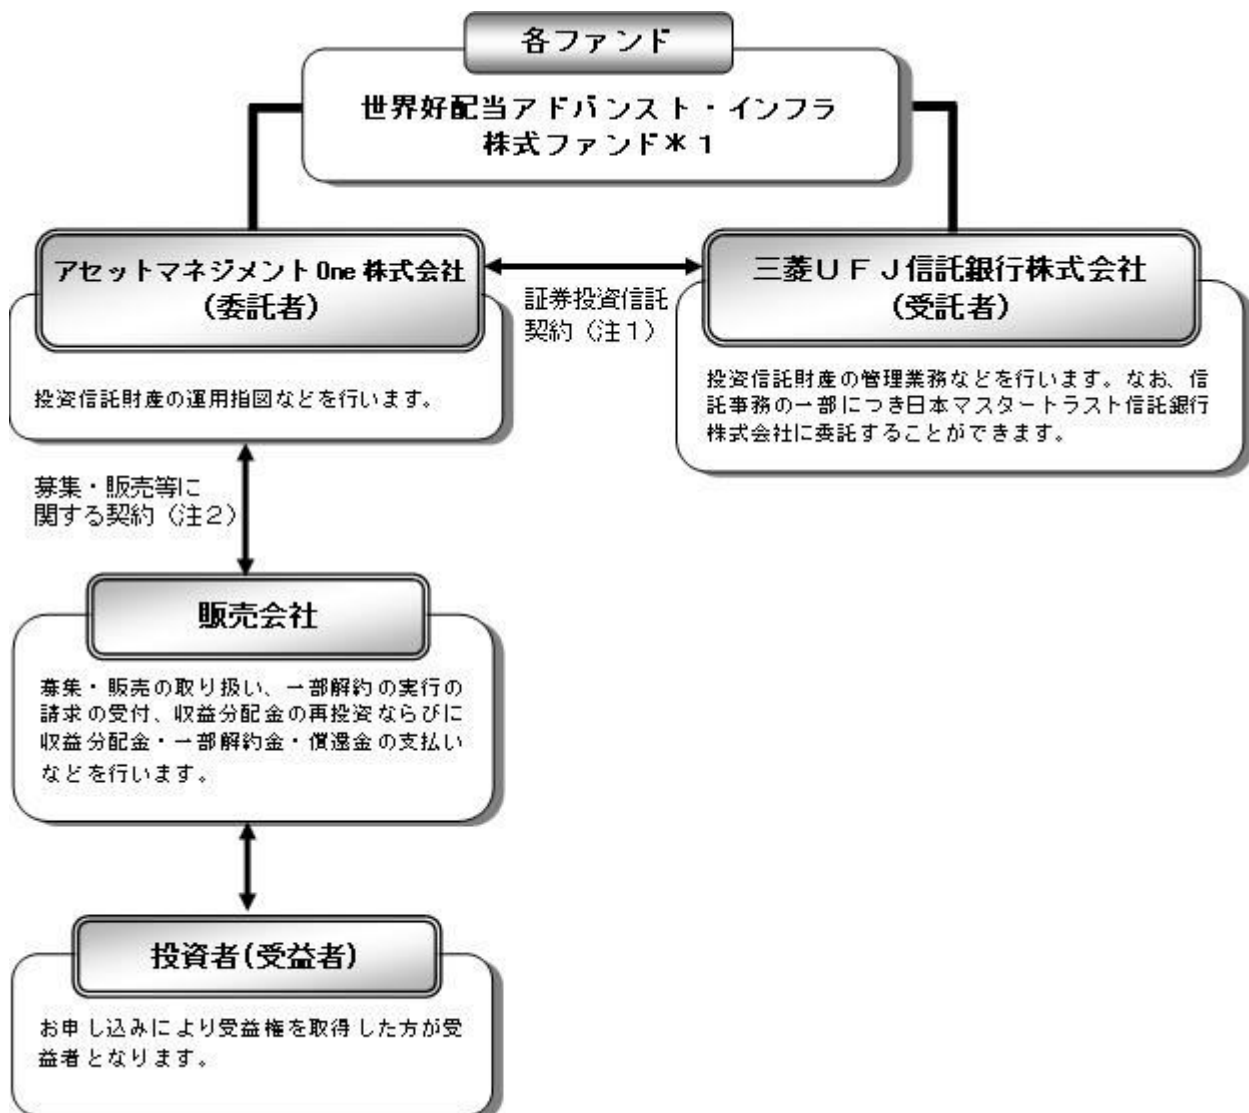 各ファンド
世界好配当アドバンスト・インフラ
株式ファンド＊１
アセットマネジメントOne 株式会社
(委託者)
証券投資信託
契約（注１）
三菱ＵＦＪ信託銀行株式会社
(受託者)
投資信託財産の運用指図などを行います。
投資信託財産の管理業務などを行います。なお、信
託事務の一部につき日本マスタートラスト信託銀行
株式会社に委託することができます。
募集・販売等に
関する契約（注２）
販売会社
募集・販売の取り扱い、一部解約の実行の
請求の受付、収益分配金の再投資ならびに
収益分配金・一部解約金・償還金の支払い
などを行います。
投資者(受益者)
お申し込みにより受益権を取得した方が受
益者となります。